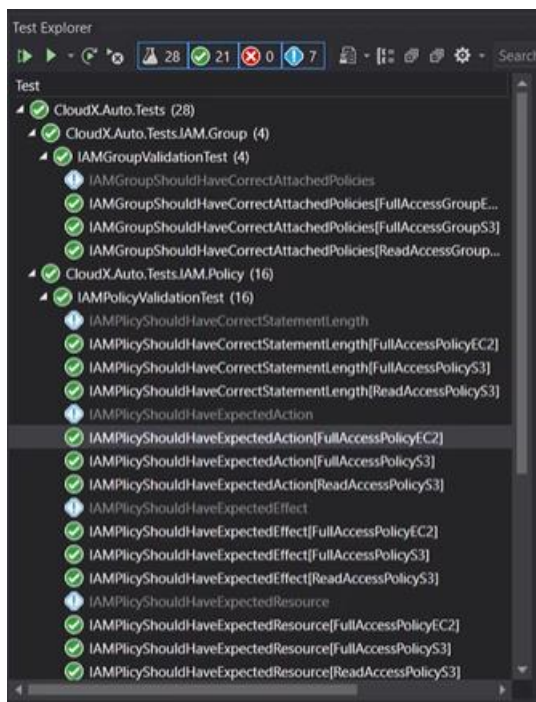 Test Explorer
28 21 0 7 Search
Test
CloudX.Auto.Tests (28)
CloudX.Auto.Tests.IAM.Group (4)
IAMGroupValidationTest (4)
IAMGroupShouldHaveCorrectAttachedPolicies
IAMGroupShouldHaveCorrectAttachedPolicies[FullAccessGroupE...
IAMGroupShouldHaveCorrectAttachedPolicies[FullAccessGroupS3]
IAMGroupShouldHaveCorrectAttachedPolicies[ReadAccessGroup...
CloudX.Auto.Tests.IAM.Policy (16)
IAMPolicyValidationTest (16)
IAMPlicyShouldHaveCorrectStatementLength
IAMPlicyShouldHaveCorrectStatementLength[FullAccessPolicyEC2]
IAMPlicyShouldHaveCorrectStatementLength[FullAccessPolicyS3]
IAMPlicyShouldHaveCorrectStatementLength[ReadAccessPolicyS3]
IAMPlicyShouldHaveExpectedAction
IAMPlicyShouldHaveExpectedAction[FullAccessPolicyEC2]
IAMPlicyShouldHaveExpectedAction[FullAccessPolicyS3]
IAMPlicyShouldHaveExpectedAction[ReadAccessPolicyS3]
IAMPlicyShouldHaveExpectedEffect
IAMPlicyShouldHaveExpectedEffect[FullAccessPolicyEC2]
IAMPlicyShouldHaveExpectedEffect[FullAccessPolicyS3]
IAMPlicyShouldHaveExpectedEffect[ReadAccessPolicyS3]
IAMPlicyShouldHaveExpectedResource
IAMPlicyShouldHaveExpectedResource[FullAccessPolicyEC2]
IAMPlicyShouldHaveExpectedResource[FullAccessPolicyS3]
IAMPlicyShouldHaveExpectedResource[ReadAccessPolicyS3]